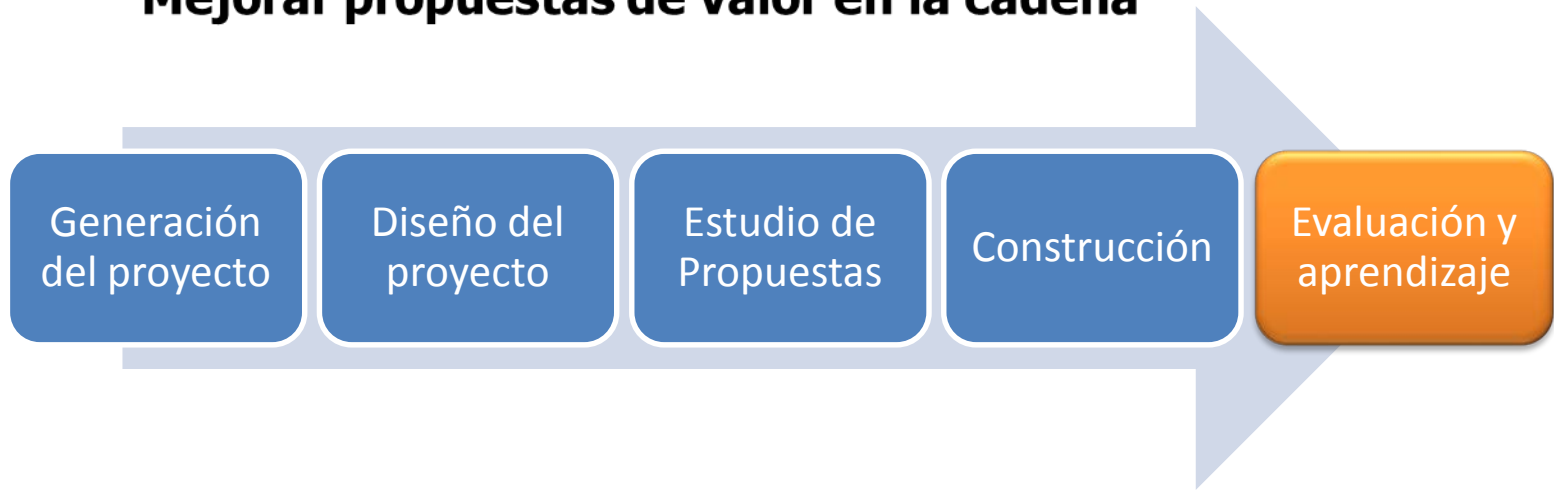 Mejorar propuestas de valor en la cadena
Generación
del proyecto
Diseño del
proyecto
Estudio de
Propuestas
Construcción
Evaluación y
aprendizaje